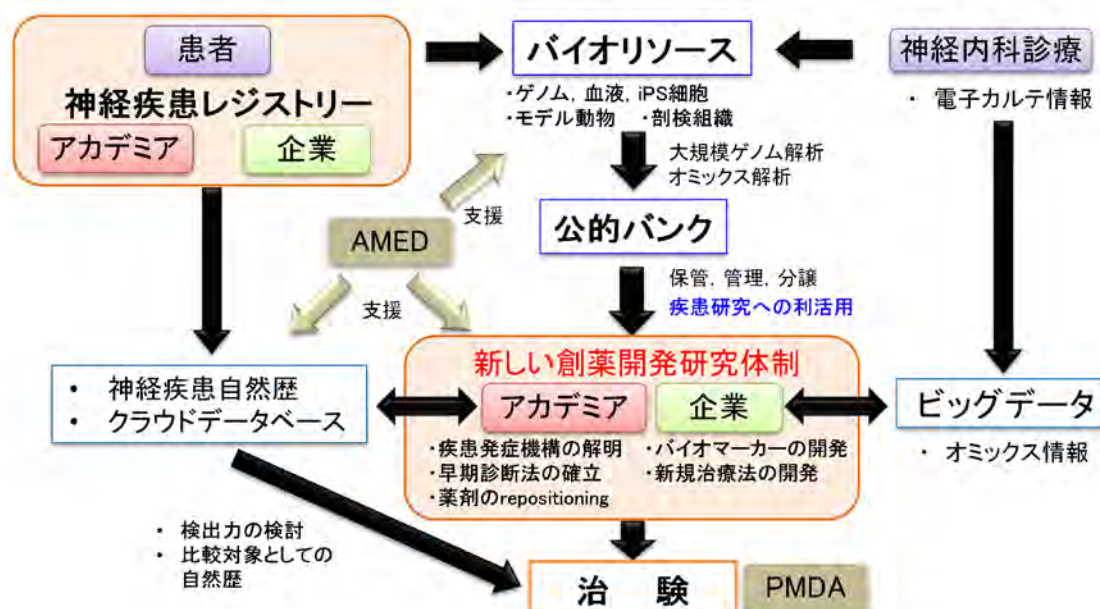 患者
神経疾患レジストリー
アカデミア
企業
バイオリソース
・ゲノム, 血液, iPS細胞
・モデル動物 ・剖検組織
神経内科診療
・ 電子カルテ情報
大規模ゲノム解析
オミックス解析
支援
AMED
公的バンク
保管, 管理, 分譲
疾患研究への利活用
支援
• 神経疾患自然歴
• クラウドデータベース
新しい創薬開発研究体制
アカデミア
企業
・疾患発症機構の解明
・早期診断法の確立
・薬剤のrepositioning
・バイオマーカーの開発
・新規治療法の開発
ビッグデータ
・ オミックス情報
• 検出力の検討
• 比較対象としての
自然歴
治 験
PMDA